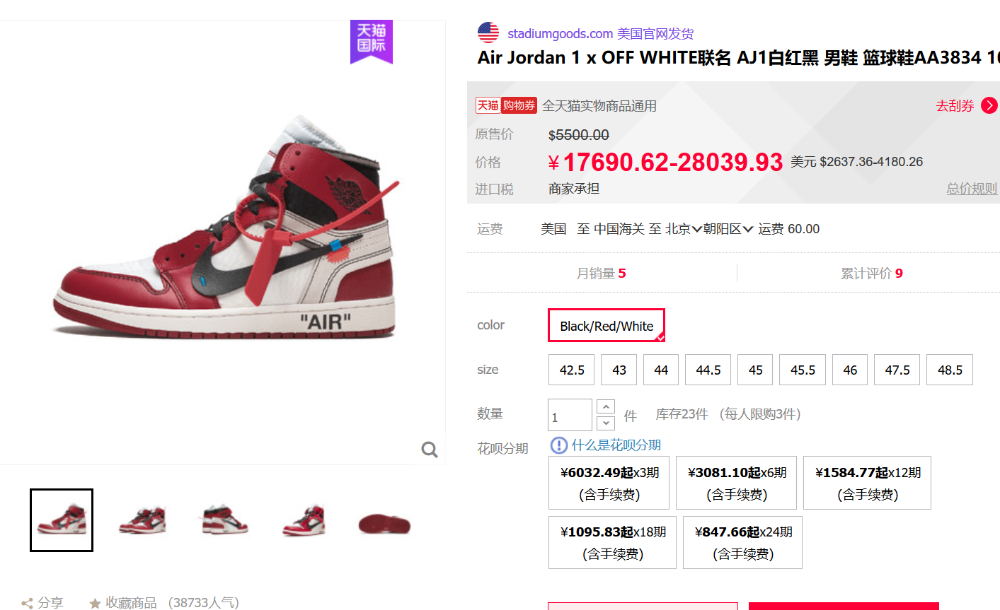 天猫
国际
"AIR"
stadiumgoods.com 美国官网发货
Air Jordan 1 x OFF WHITE联名 AJ1白红黑 男鞋 篮球鞋AA3834 10
天猫 购物券 全天猫实物商品通用 去刮券
原售价 $5500.00
价格 ¥17690.62-28039.93 美元 $2637.36-4180.26
进口税 商家承担 总价规则
运费 美国 至 中国海关 至 北京 朝阳区 运费 60.00
月销量 5 累计评价 9
color Black/Red/White
size 42.5 43 44 44.5 45 45.5 46 47.5 48.5
数量 1 件 库存23件 (每人限购3件)
花呗分期 什么是花呗分期
¥6032.49起x3期 ¥3081.10起x6期 ¥1584.77起x12期
(含手续费) (含手续费) (含手续费)
¥1095.83起x18期 ¥847.66起x24期
(含手续费) (含手续费)
分享 收藏商品 (38733人气)